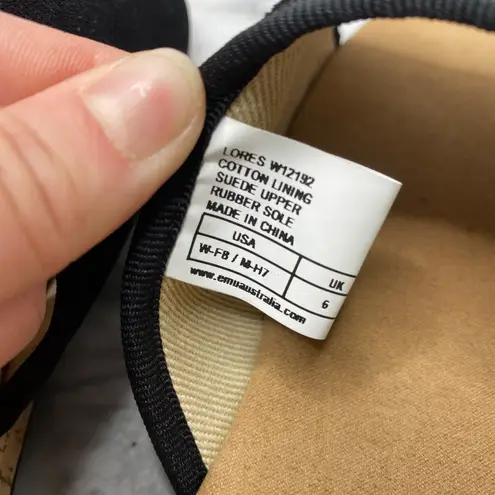 LORES W12192
COTTON LINING
SUEDE UPPER
RUBBER SOLE
MADE IN CHINA
USA UK
W-F8 / M-H7 6
www.emuaustralia.com